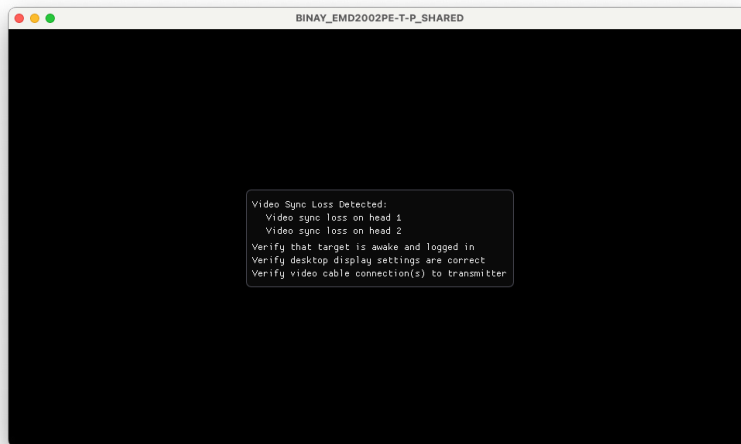 BINAY_EMD2002PE-T-P_SHARED
Video Sync Loss Detected:
Video sync loss on head 1
Video sync loss on head 2
Verify that target is awake and logged in
Verify desktop display settings are correct
Verify video cable connection(s) to transmitter